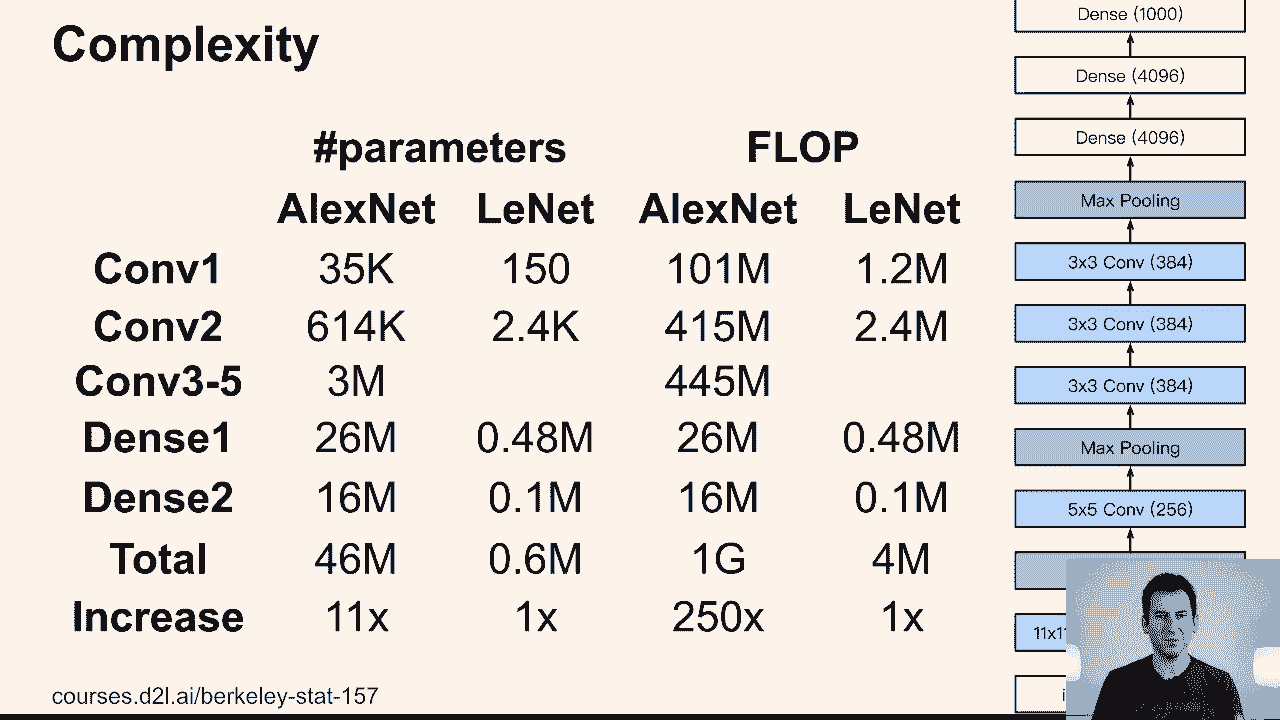 Complexity
#parameters FLOP
AlexNet LeNet AlexNet LeNet
Conv1 35K 150 101M 1.2M
Conv2 614K 2.4K 415M 2.4M
Conv3-5 3M 445M
Dense1 26M 0.48M 26M 0.48M
Dense2 16M 0.1M 16M 0.1M
Total 46M 0.6M 1G 4M
Increase 11x 1x 250x 1x
courses.d2l.ai/berkeley-stat-157
Dense (1000)
Dense (4096)
Dense (4096)
Max Pooling
3x3 Conv (384)
3x3 Conv (384)
3x3 Conv (384)
Max Pooling
5x5 Conv (256)